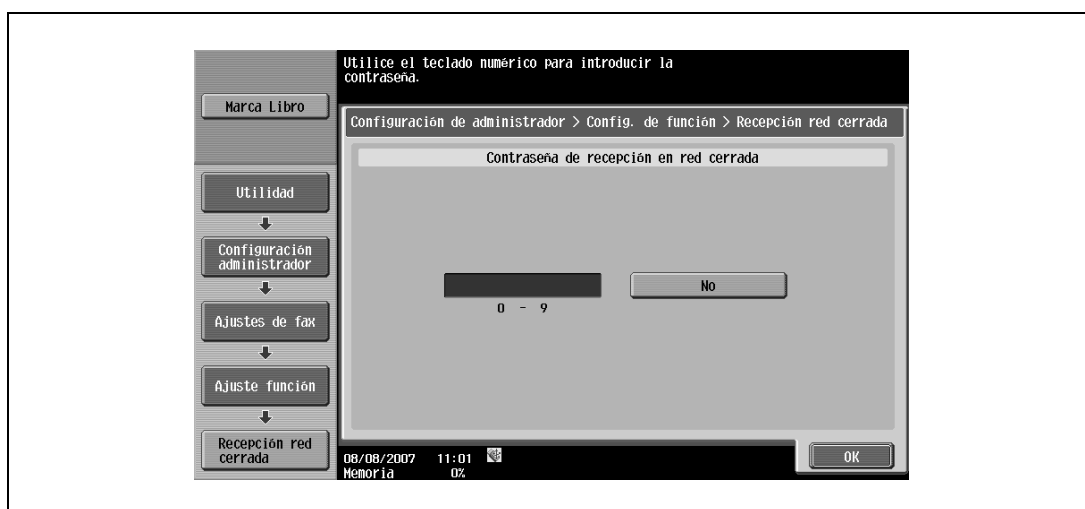 Utilice el teclado numérico para introducir la
contraseña.
Marca Libro
Configuración de administrador > Config. de función > Recepción red cerrada
Contraseña de recepción en red cerrada
Utilidad
Configuración
administrador
Ajustes de fax
Ajuste función
Recepción red
cerrada
No
0 - 9
08/08/2007 11:01
Memoria 0%
OK